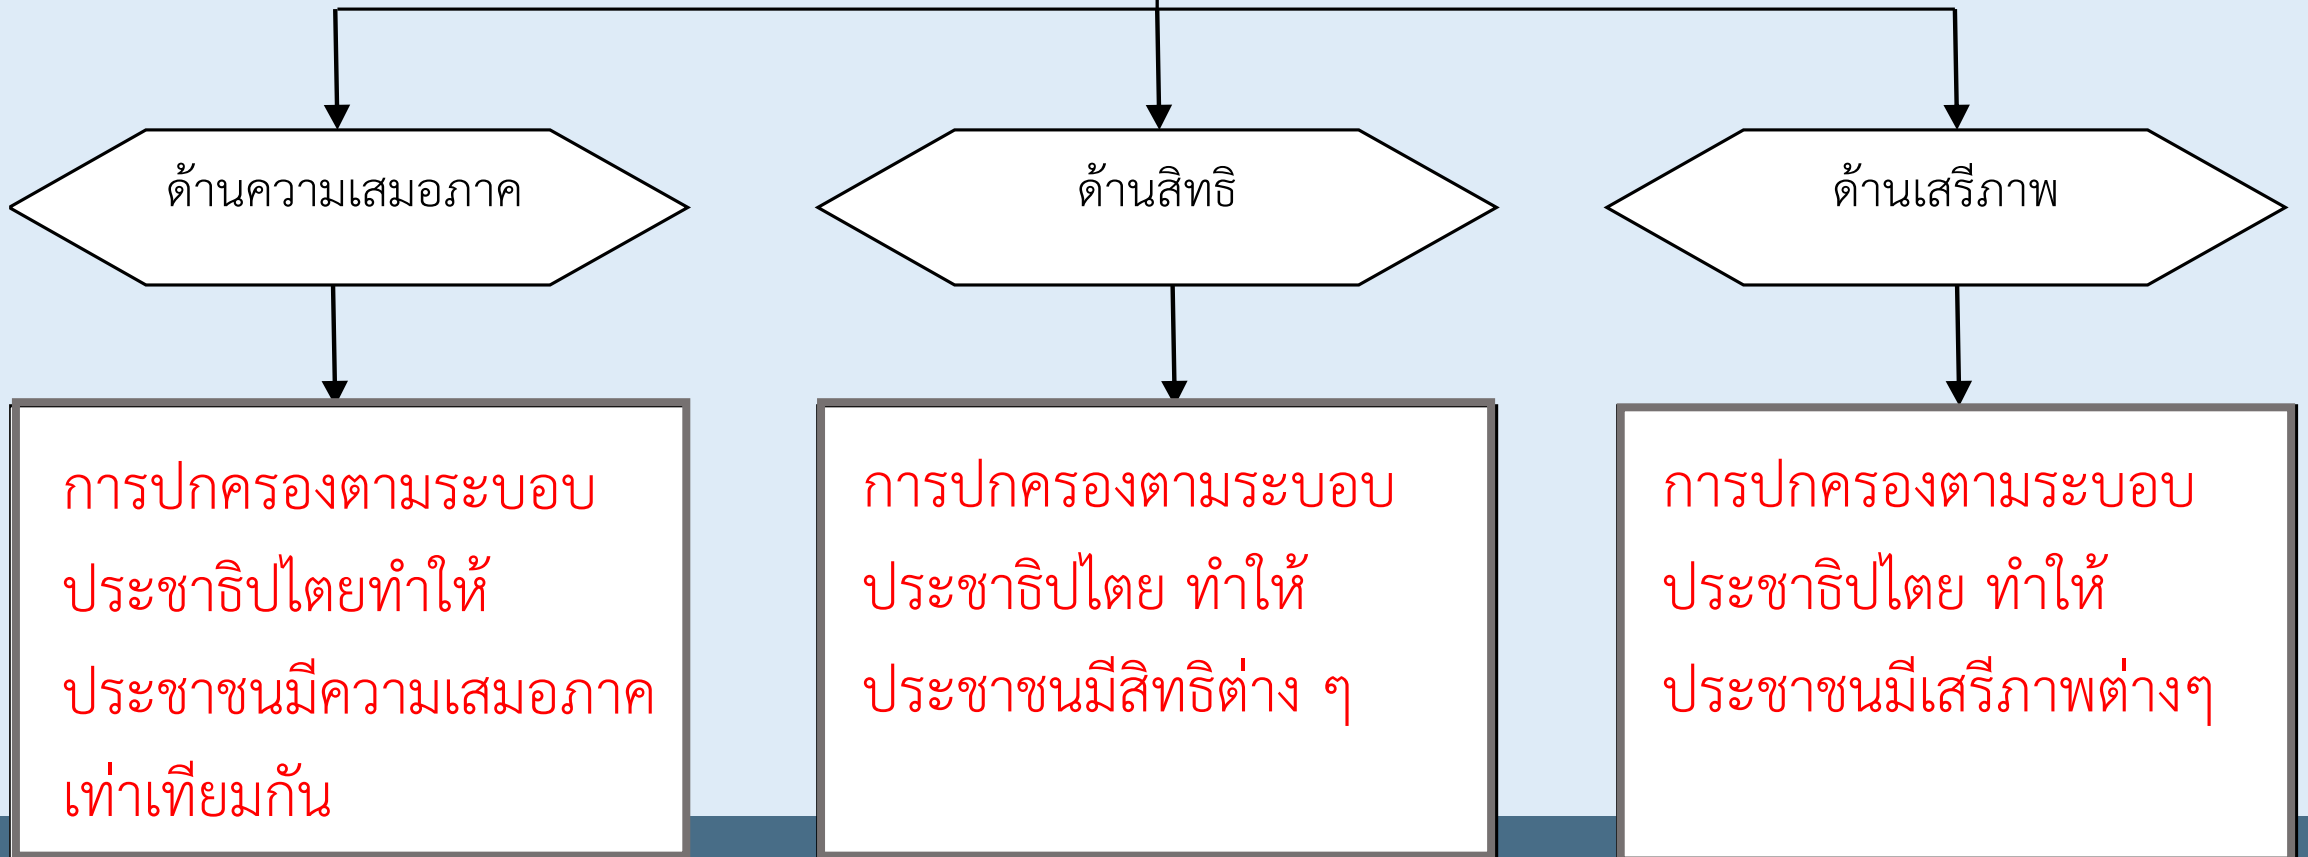 ด้านความเสมอภาค
ด้านสิทธิ
ด้านเสรีภาพ
การปกครองตามระบอบ
ประชาธิปไตยทำให้
ประชาชนมีความเสมอภาค
เท่าเทียมกัน
การปกครองตามระบอบ
ประชาธิปไตย ทำให้
ประชาชนมีสิทธิต่าง ๆ
การปกครองตามระบอบ
ประชาธิปไตย ทำให้
ประชาชนมีเสรีภาพต่างๆ